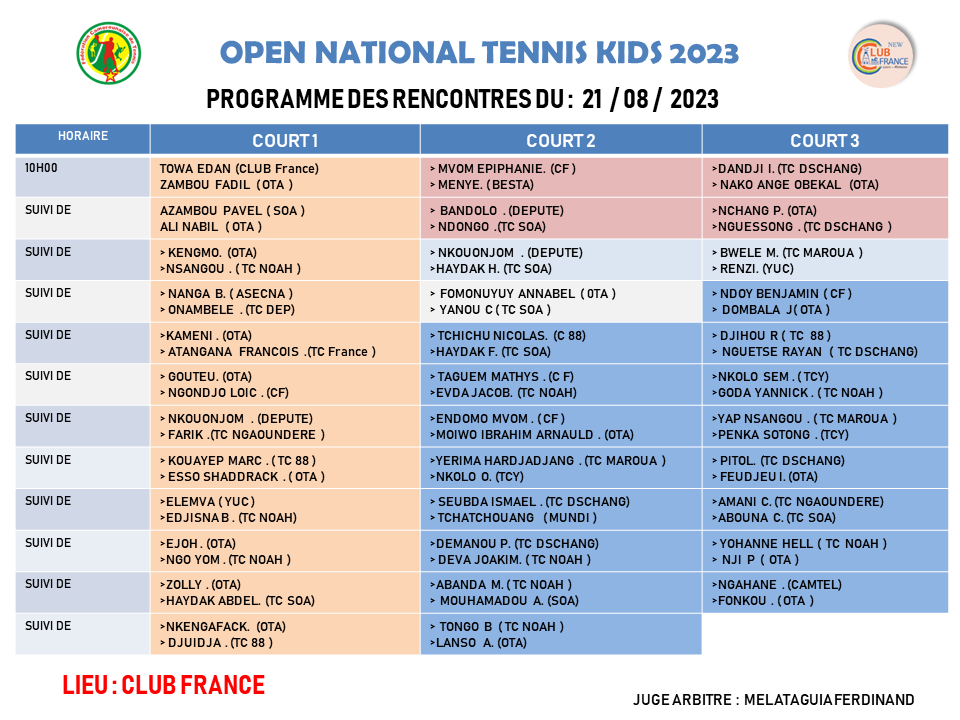 Fédération Camerounaise de Tennis
OPEN NATIONAL TENNIS KIDS 2023
NEW
CLUB
FRANCE
PROGRAMME DES RENCONTRES DU : 21 / 08 / 2023
HORAIRE COURT 1 COURT 2 COURT 3
10H00 TOWA EDAN (CLUB France) > MVOM EPIPHANIE. (CF ) >DANDJI I. (TC DSCHANG)
ZAMBOU FADIL ( OTA ) > MENYE. ( BESTA) > NAKO ANGE OBEKAL (OTA)
SUIVI DE AZAMBOU PAVEL ( SOA ) > BANDOLO . (DEPUTE) >NCHANG P. (OTA)
ALI NABIL ( OTA ) > NDONGO .(TC SOA) >NGUESSONG . (TC DSCHANG )
SUIVI DE > KENGMO. (OTA) > NKOUONJOM . (DEPUTE) > BWELE M. (TC MAROUA )
>NSANGOU . ( TC NOAH ) >HAYDAK H. (TC SOA) > RENZI. (YUC)
SUIVI DE > NANGA B. ( ASECNA ) > FOMONUYUY ANNABEL ( 0TA ) > NDOY BENJAMIN ( CF )
> ONAMBELE . (TC DEP) > YANOU C ( TC SOA ) > DOMBALA J( OTA )
SUIVI DE >KAMENI . (OTA) > TCHICHU NICOLAS. (C 88) > DJIHOU R ( TC 88 )
> ATANGANA FRANCOIS .(TC France ) >HAYDAK F. (TC SOA) > NGUETSE RAYAN ( TC DSCHANG)
SUIVI DE > GOUTEU. (OTA) > TAGUEM MATHYS . (C F) >NKOLO SEM . ( TCY)
> NGONDJO LOIC . (CF) >EVDA JACOB. (TC NOAH) >GODA YANNICK . ( TC NOAH )
SUIVI DE > NKOUONJOM . (DEPUTE) >ENDOMO MVOM . ( CF ) >YAP NSANGOU . ( TC MAROUA )
> FARIK .(TC NGAOUNDERE ) >MOIWO IBRAHIM ARNAULD . (OTA) >PENKA SOTONG . (TCY)
SUIVI DE > KOUAYEP MARC . ( TC 88 ) >YERIMA HARDJADJANG . (TC MAROUA ) > PITOL. (TC DSCHANG)
> ESSO SHADDRACK . ( OTA ) >NKOLO O. (TCY) > FEUDJEU I. (OTA)
SUIVI DE >ELEMVA ( YUC ) > SEUBDA ISMAEL . (TC DSCHANG) >AMANI C. (TC NGAOUNDERE)
>EDJISNA B . (TC NOAH) > TCHATCHOUANG ( MUNDI ) >ABOUNA C. (TC SOA)
SUIVI DE >EJOH . (OTA) >DEMANOU P. (TC DSCHANG) > YOHANNE HELL ( TC NOAH )
>NGO YOM . (TC NOAH ) > DEVA JOAKIM. ( TC NOAH ) > NJI P ( OTA )
SUIVI DE >ZOLLY . (OTA) >ABANDA M. ( TC NOAH ) >NGAHANE . (CAMTEL)
>HAYDAK ABDEL. (TC SOA) > MOUHAMADOU A. (SOA) >FONKOU . ( OTA )
SUIVI DE >NKENGAFACK. (OTA) > TONGO B ( TC NOAH )
> DJUIDJA . (TC 88 ) >LANSO A. (OTA)
LIEU : CLUB FRANCE
JUGE ARBITRE : MELATAGUIA FERDINAND